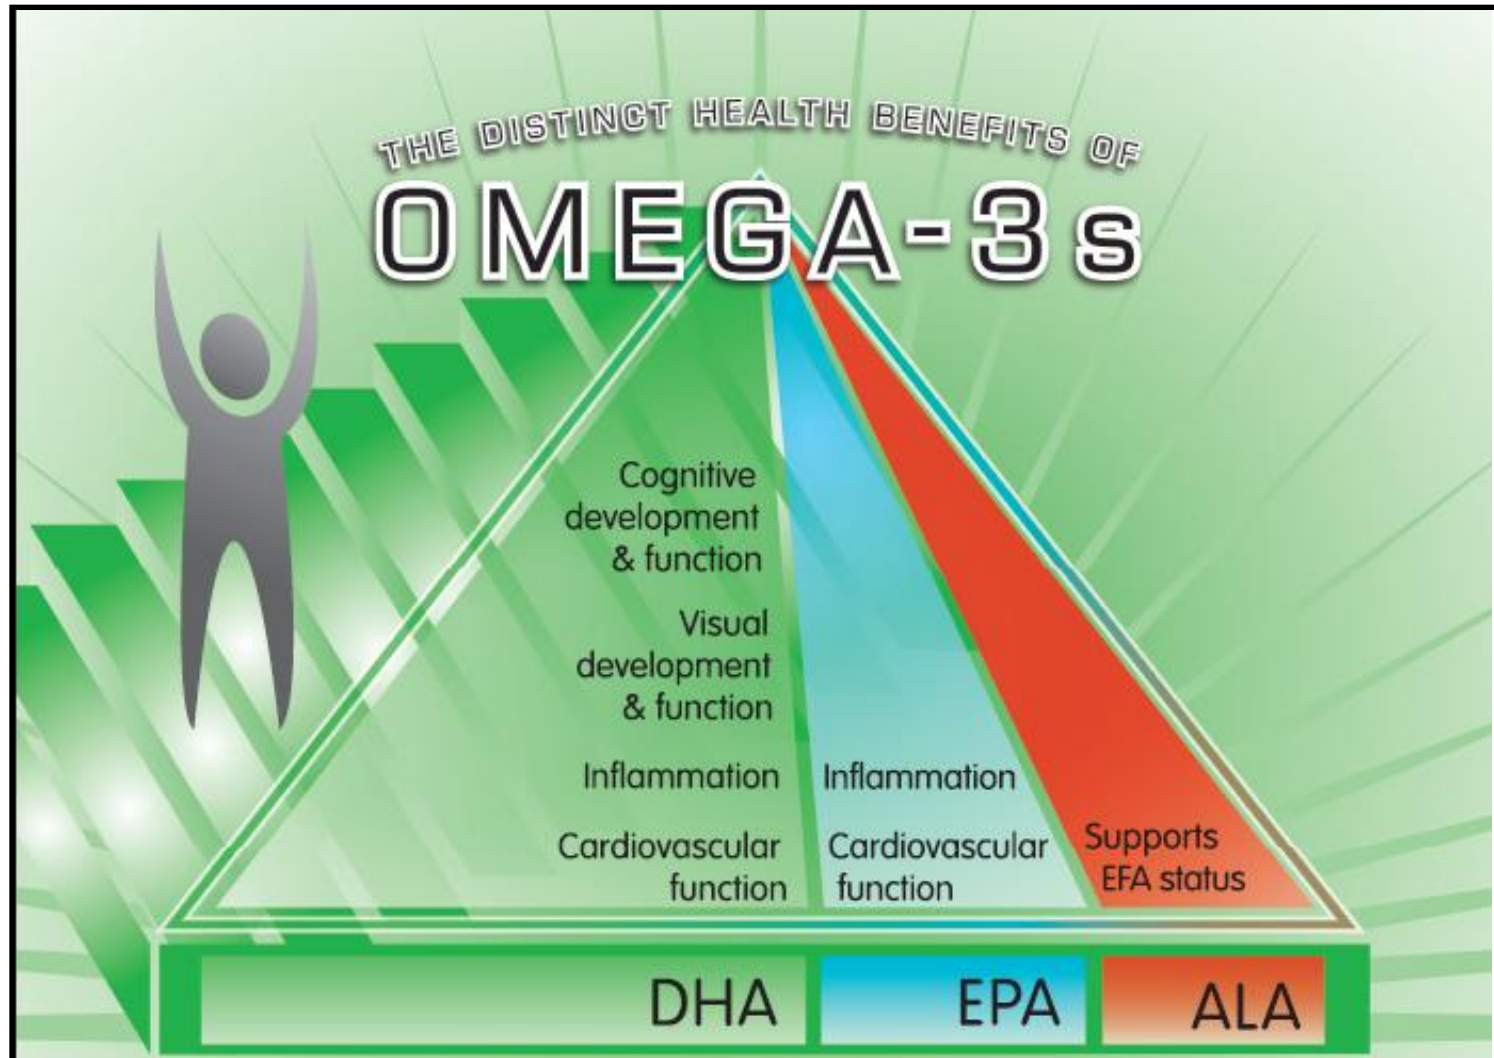 THE DISTINCT HEALTH BENEFITS OF
OMEGA-3s
Cognitive
development
& function
Visual
development
& function
Inflammation
Cardiovascular
function
Inflammation
Cardiovascular
function
Supports
EFA status
DHA
EPA
ALA